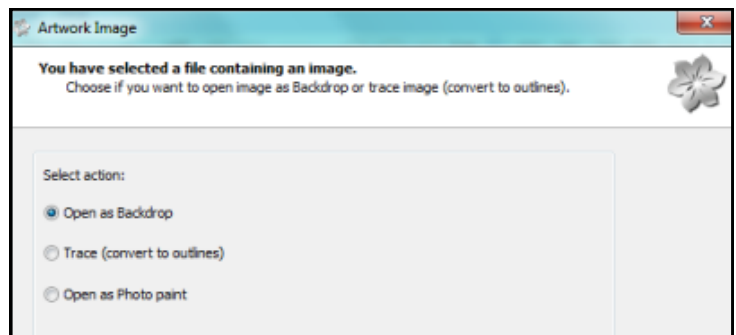 Artwork Image
You have selected a file containing an image.
Choose if you want to open image as Backdrop or trace image (convert to outlines).
Select action:
Open as Backdrop
Trace (convert to outlines)
Open as Photo paint